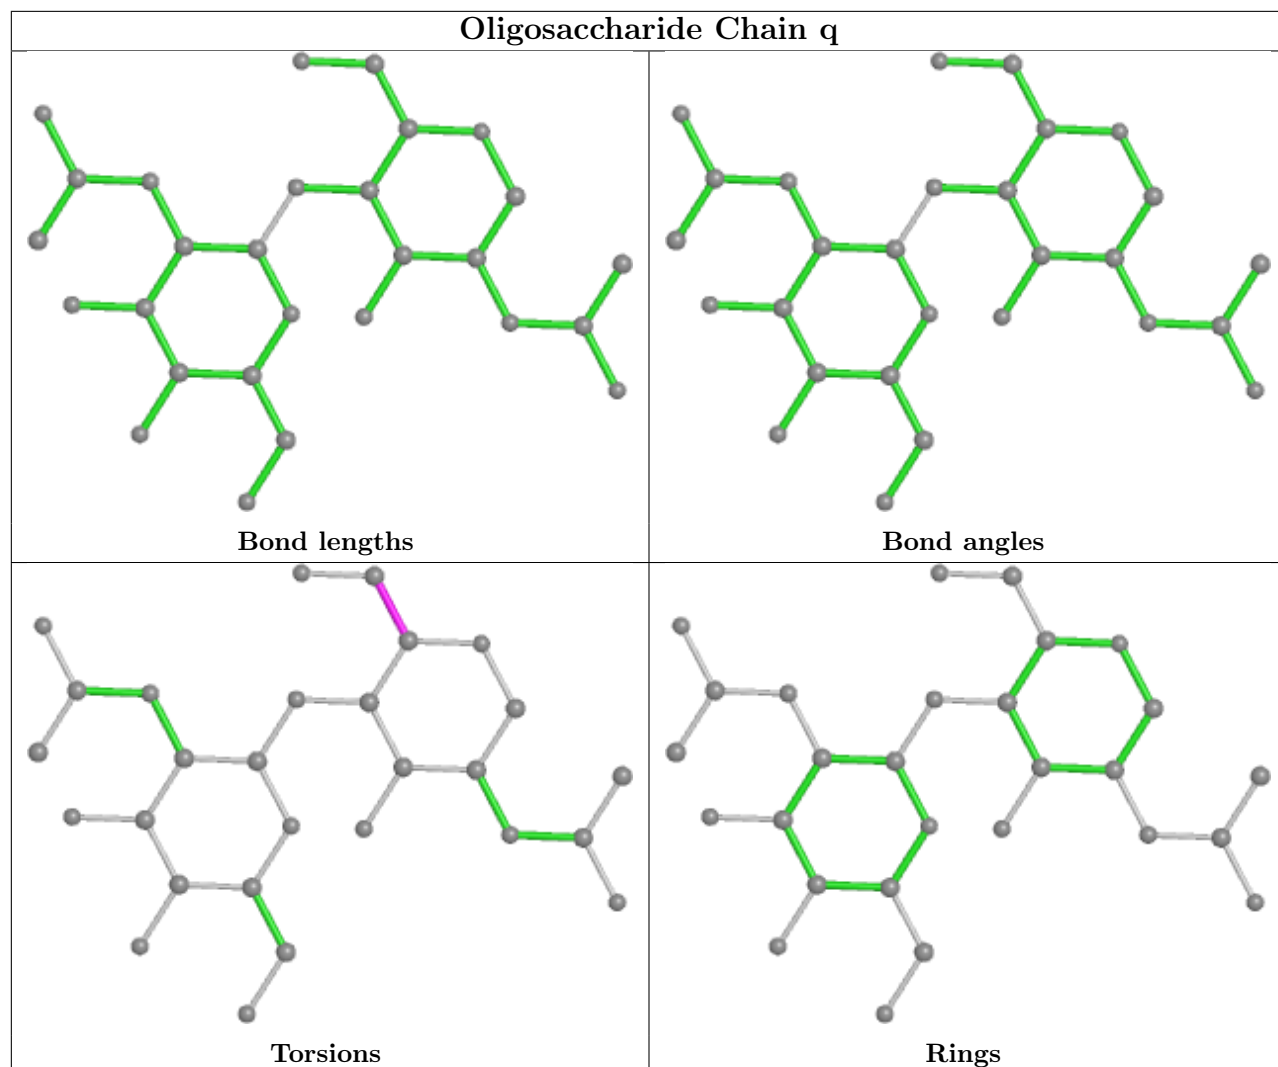 Oligosaccharide Chain q
Bond lengths
Bond angles
Torsions
Rings